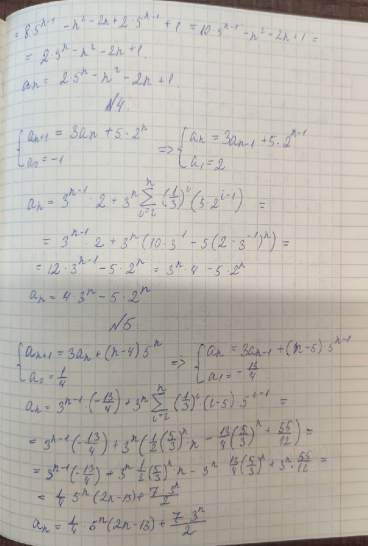 = 8·5^{n-1} - n² - 2n + 2·5^{n-1} + 1 = 10·5^{n-1} - n² - 2n + 1 =
= 2·5^n - n² - 2n + 1.
a_n = 2·5^n - n² - 2n + 1.
№4.
{ a_{n+1} = 3a_n + 5·2^n => { a_n = 3a_{n-1} + 5·2^{n-1}
a_0 = -1 a_1 = 2
a_n = 3^{n-1}·2 + 3^n ∑_{i=2}^{n} (1/3)^i (5·2^{i-1}) =
= 3^{n-1}·2 + 3^n (10·3^{-1} - 5(2·3^{-1})^n) =
= 12·3^{n-1} - 5·2^n = 3^n·4 - 5·2^n
a_n = 4·3^n - 5·2^n
№5.
{ a_{n+1} = 3a_n + (n-4)5^n => { a_n = 3a_{n-1} + (n-5)·5^{n-1}
a_0 = 1/4 a_1 = -13/4
a_n = 3^{n-1}(-13/4) + 3^n ∑_{i=2}^{n} (1/3)^i (i-5)·5^{i-1} =
= 3^{n-1}(-13/4) + 3^n (1/2 (5/3)^n n - 13/4 (5/3)^n + 55/12) =
= 3^{n-1}(-13/4) + 3^n 1/2 (5/3)^n n - 3^n 13/4 (5/3)^n + 3^n · 55/12 =
= 1/4 5^n (2n-13) + 7·3^n/2
a_n = 1/4 5^n (2n-13) + 7·3^n/2